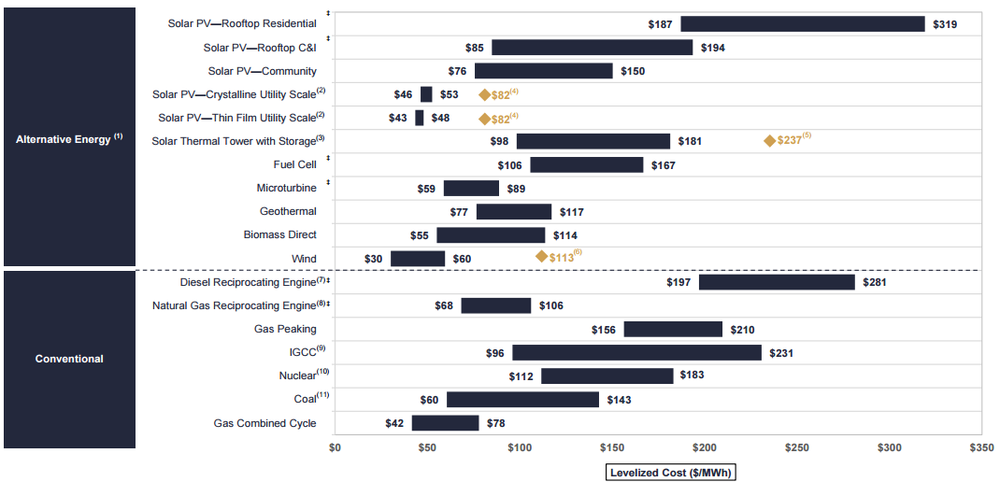 Solar PV—Rooftop Residential ‡ $187 $319
Solar PV—Rooftop C&I ‡ $85 $194
Solar PV—Community $76 $150
Solar PV—Crystalline Utility Scale(2) $46 $53 $82(4)
Solar PV—Thin Film Utility Scale(2) $43 $48 $82(4)
Alternative Energy (1)
Solar Thermal Tower with Storage(3) $98 $181 $237(5)
Fuel Cell ‡ $106 $167
Microturbine ‡ $59 $89
Geothermal $77 $117
Biomass Direct $55 $114
Wind $30 $60 $113(6)
Diesel Reciprocating Engine(7)‡ $197 $281
Natural Gas Reciprocating Engine(8)‡ $68 $106
Gas Peaking $156 $210
IGCC(9) $96 $231
Conventional
Nuclear(10) $112 $183
Coal(11) $60 $143
Gas Combined Cycle $42 $78
$0 $50 $100 $150 $200 $250 $300 $350
Levelized Cost ($/MWh)